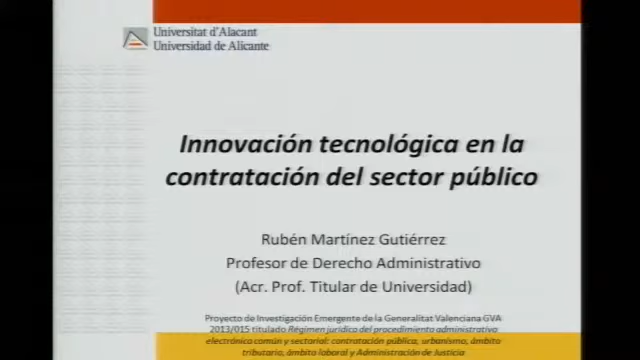 Universitat d'Alacant
Universidad de Alicante
Innovación tecnológica en la
contratación del sector público
Rubén Martínez Gutiérrez
Profesor de Derecho Administrativo
(Acr. Prof. Titular de Universidad)
Proyecto de Investigación Emergente de la Generalitat Valenciana GVA
2013/015 titulado Régimen jurídico del procedimiento administrativo
electrónico común y sectorial: contratación pública, urbanismo, ámbito
tributario, ámbito laboral y Administración de Justicia